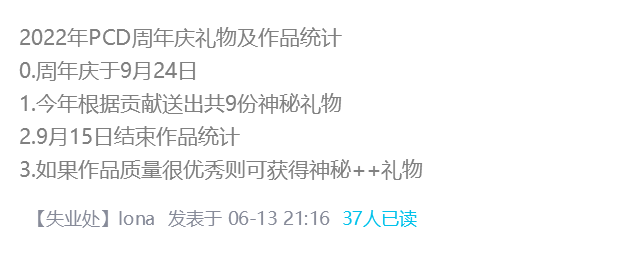 2022年PCD周年庆礼物及作品统计
0.周年庆于9月24日
1.今年根据贡献送出共9份神秘礼物
2.9月15日结束作品统计
3.如果作品质量很优秀则可获得神秘++礼物
【失业处】lona 发表于 06-13 21:16 37人已读